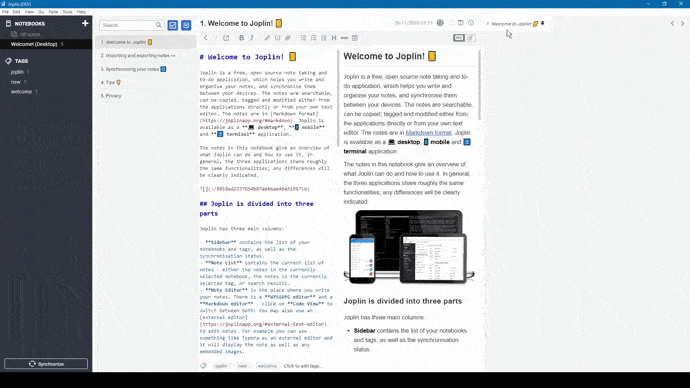 Joplin (DEV)
File Edit View Go Note Tools Help
NOTEBOOKS
All notes
Welcome! (Desktop) 5
TAGS
joplin 1
new 1
welcome 1
Synchronize
Search...
1. Welcome to Joplin!
2. Importing and exporting notes
3. Synchronising your notes
4. Tips
5. Privacy
1. Welcome to Joplin!
1. Welcome to Joplin!
# Welcome to Joplin!
Joplin is a free, open source note taking and
to-do application, which helps you write and
organise your notes, and synchronise them
between your devices. The notes are searchable,
can be copied, tagged and modified either from
the applications directly or from your own text
editor. The notes are in [Markdown format]
(https://joplinapp.org/#markdown). Joplin is
available as a ** desktop**, ** mobile**
and ** terminal** application.
The notes in this notebook give an overview of
what Joplin can do and how to use it. In
general, the three applications share roughly
the same functionalities; any differences will
be clearly indicated.
## Joplin is divided into three
parts
Joplin has three main columns:
- **Sidebar** contains the list of your
notebooks and tags, as well as the
synchronisation status.
- **Note List** contains the current list of
notes - either the notes in the currently
selected notebook, the notes in the currently
selected tag, or search results.
- **Note Editor** is the place where you write
your notes. There is a **WYSIWYG editor** and a
**Markdown editor** - click on **Code View** to
switch between both! You may also use an
[external editor]
(https://joplinapp.org/#external-text-editor)
to edit notes. For example you can use
something like Typora as an external editor and
it will display the note as well as any
embedded images.
joplin new welcome Click to add tags...
Welcome to Joplin!
Joplin is a free, open source note taking and to-do
application, which helps you write and
organise your notes, and synchronise them
between your devices. The notes are searchable,
can be copied, tagged and modified either from
the applications directly or from your own text
editor. The notes are in Markdown format. Joplin
is available as a desktop, mobile and
terminal application.
The notes in this notebook give an overview of
what Joplin can do and how to use it. In general,
the three applications share roughly the same
functionalities; any differences will be clearly
indicated.
Joplin is divided into three parts
Joplin has three main columns:
Sidebar contains the list of your notebooks
and tags, as well as the synchronisation
status.